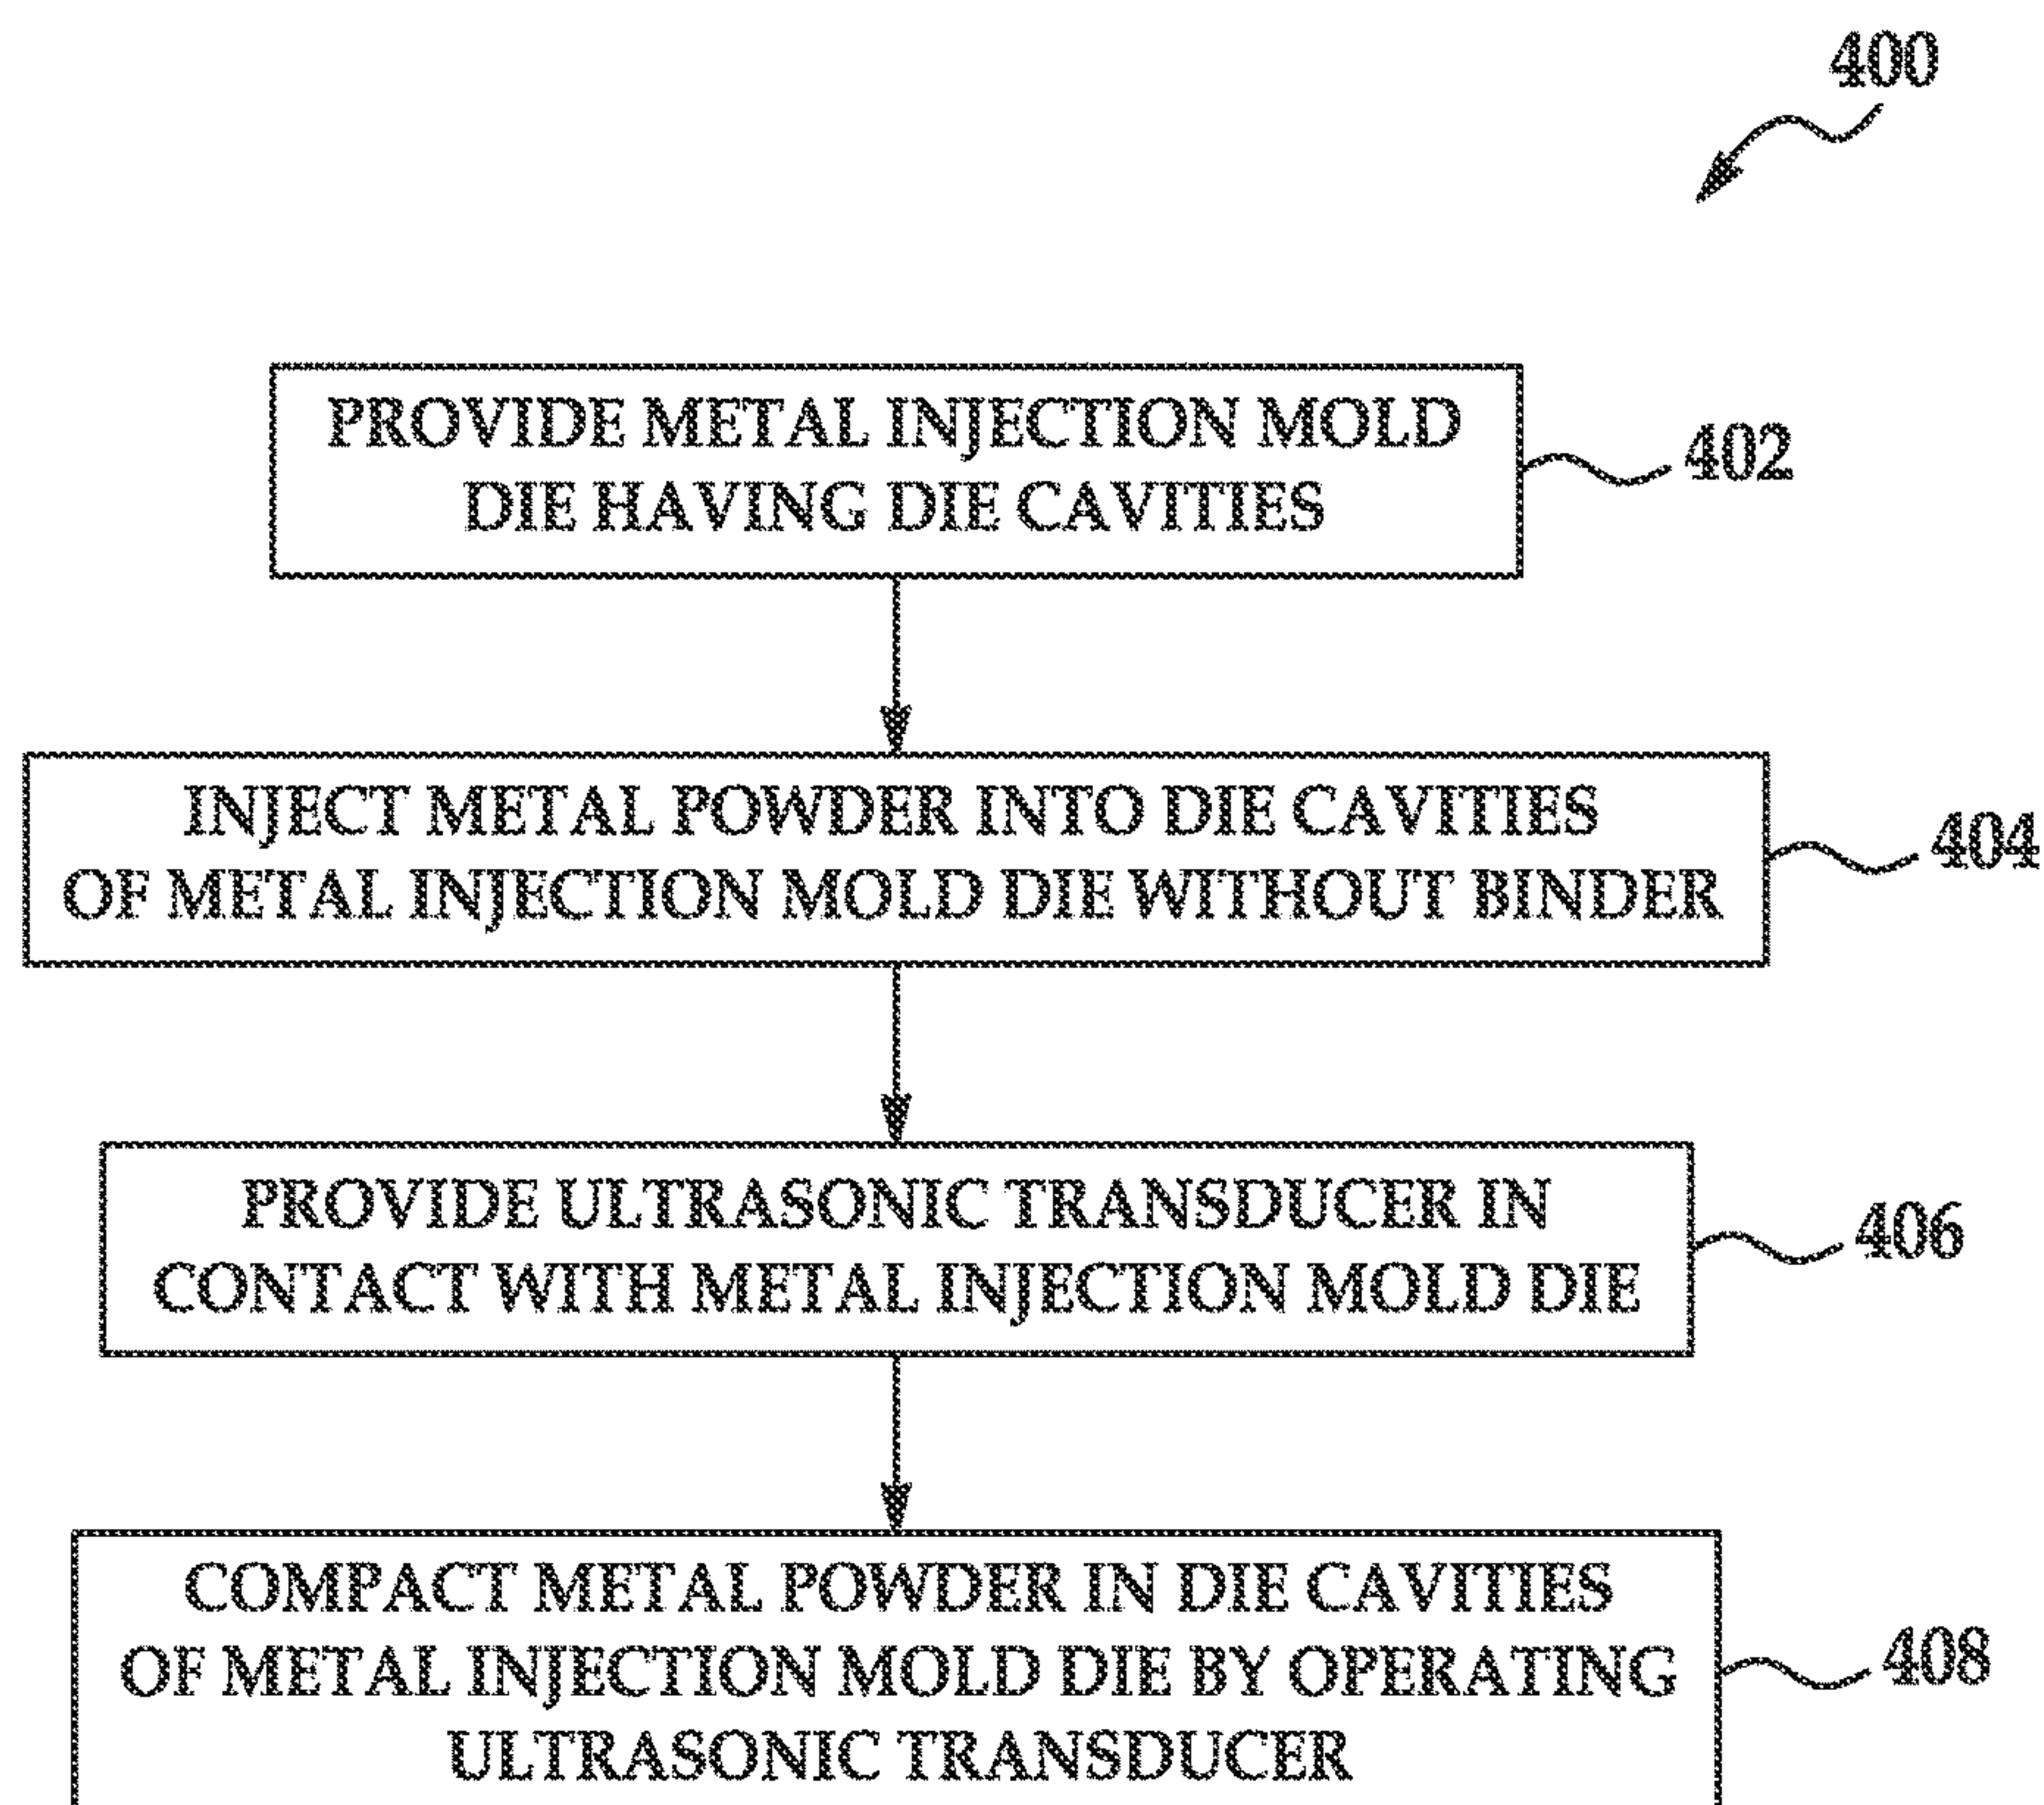 400
PROVIDE METAL INJECTION MOLD
DIE HAVING DIE CAVITIES
402
INJECT METAL POWDER INTO DIE CAVITIES
OF METAL INJECTION MOLD DIE WITHOUT BINDER
404
PROVIDE ULTRASONIC TRANSDUCER IN
CONTACT WITH METAL INJECTION MOLD DIE
406
COMPACT METAL POWDER IN DIE CAVITIES
OF METAL INJECTION MOLD DIE BY OPERATING
ULTRASONIC TRANSDUCER
408